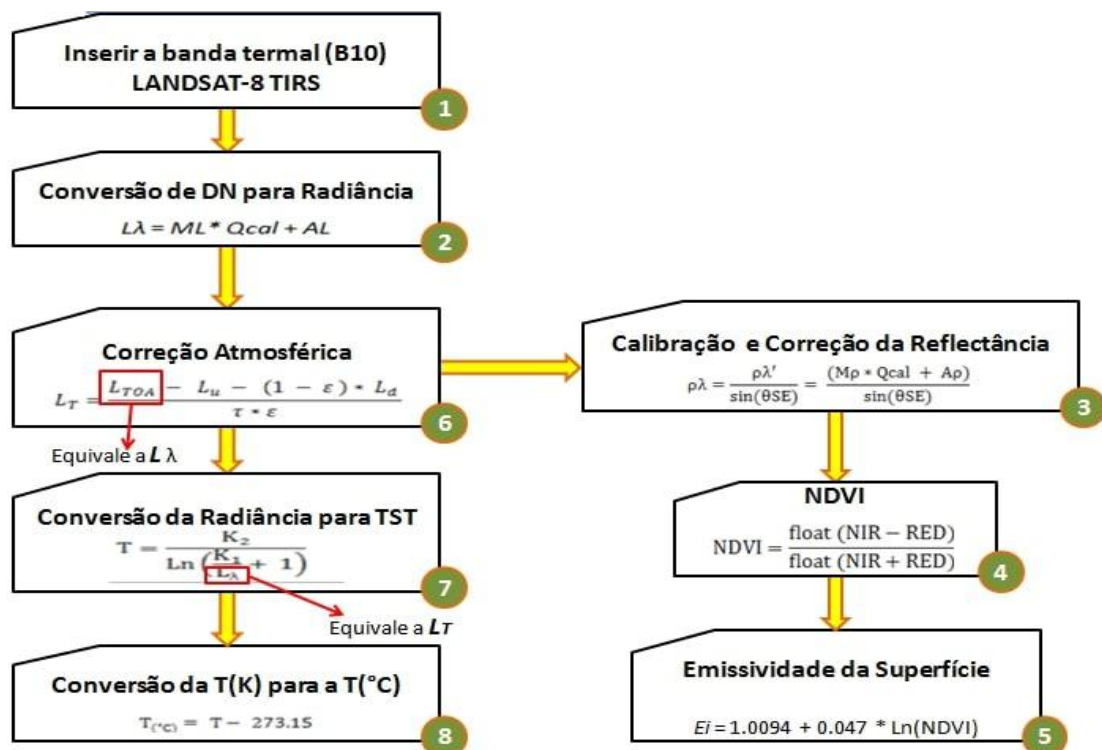 Inserir a banda termal (B10)
LANDSAT-8 TIRS
1
Conversão de DN para Radiância
Lλ = ML* Qcal + AL
2
Correção Atmosférica
L_T = (L_TOA − L_u − (1 − ε) * L_d) / (τ * ε)
6
Equivale a L λ
Calibração e Correção da Reflectância
ρλ = ρλ′ / sin(θSE) = (Mρ * Qcal + Aρ) / sin(θSE)
3
NDVI
NDVI = float (NIR − RED) / float (NIR + RED)
4
Emissividade da Superfície
Ei = 1.0094 + 0.047 * Ln(NDVI)
5
Conversão da Radiância para TST
T = K₂ / Ln (K₁ / L_λ + 1)
7
Equivale a LT
Conversão da T(K) para a T(°C)
T(°C) = T − 273.15
8